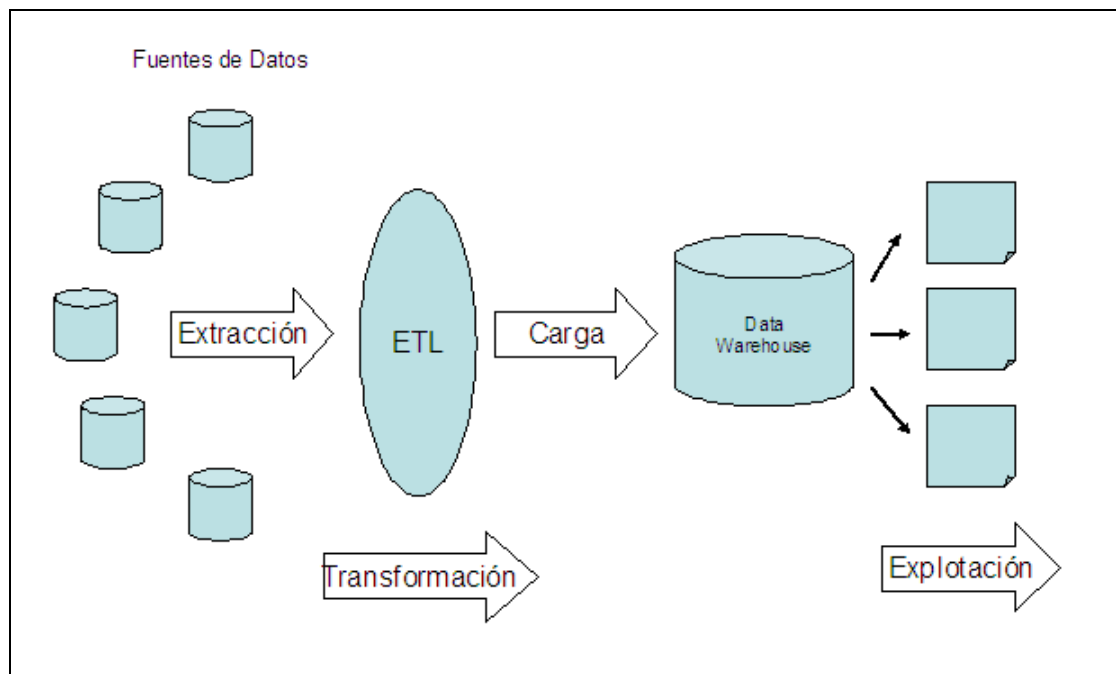 Fuentes de Datos
Extracción
ETL
Carga
Data
Warehouse
Transformación
Explotación